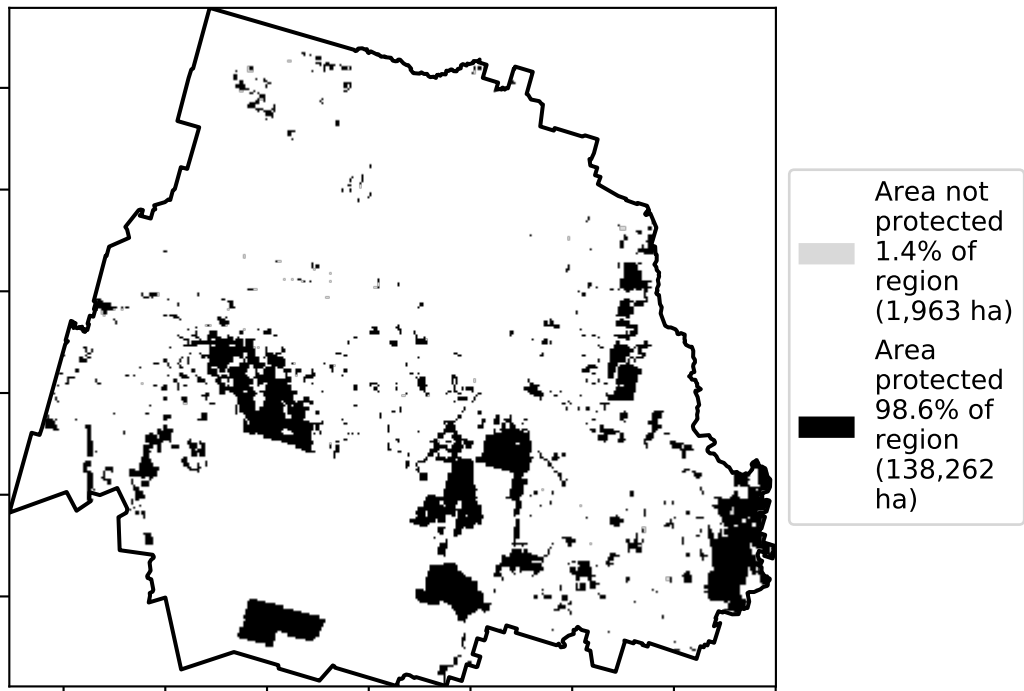 Area not
protected
1.4% of
region
(1,963 ha)
Area
protected
98.6% of
region
(138,262
ha)